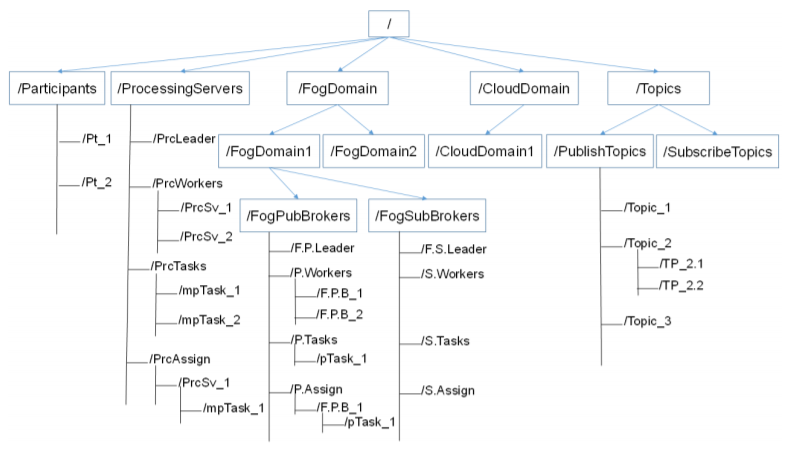 /
/Participants
/ProcessingServers
/FogDomain
/CloudDomain
/Topics
/FogDomain1
/FogDomain2
/CloudDomain1
/PublishTopics
/SubscribeTopics
/Pt_1
/Pt_2
/PrcLeader
/PrcWorkers
/PrcSv_1
/PrcSv_2
/PrcTasks
/mpTask_1
/mpTask_2
/PrcAssign
/PrcSv_1
/mpTask_1
/FogPubBrokers
/F.P.Leader
/P.Workers
/F.P.B_1
/F.P.B_2
/P.Tasks
/pTask_1
/P.Assign
/F.P.B_1
/pTask_1
/FogSubBrokers
/F.S.Leader
/S.Workers
/S.Tasks
/S.Assign
/Topic_1
/Topic_2
/TP_2.1
/TP_2.2
/Topic_3